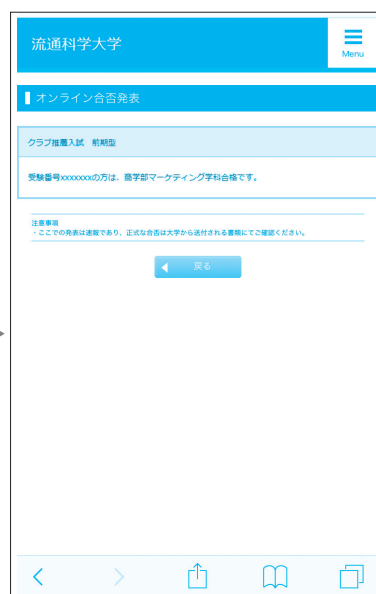 流通科学大学
Menu
オンライン合否発表
クラブ推薦入試 前期型
受験番号xxxxxxxの方は、商学部マーケティング学科合格です。
注意事項
・ここでの発表は速報であり、正式な合否は大学から送付される書類にてご確認ください。
戻る